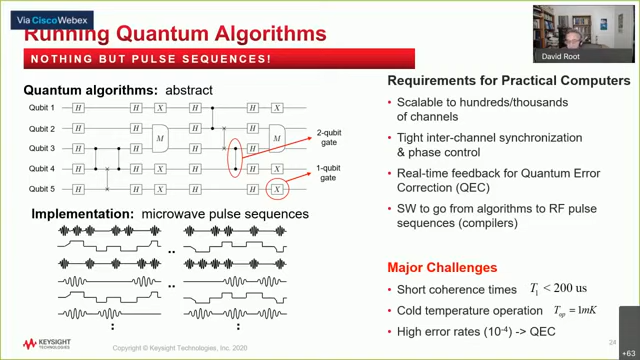 Via CiscoWebex
Running Quantum Algorithms
NOTHING BUT PULSE SEQUENCES!
David Root
Quantum algorithms: abstract
Qubit 1 H H X H H X
Qubit 2 H H H
M M
Qubit 3 H H H H
Qubit 4 H H X H H X
Qubit 5 H H X H H X
2-qubit
gate
1-qubit
gate
Implementation: microwave pulse sequences
..
..
:
:
Requirements for Practical Computers
• Scalable to hundreds/thousands
of channels
• Tight inter-channel synchronization
& phase control
• Real-time feedback for Quantum Error
Correction (QEC)
• SW to go from algorithms to RF pulse
sequences (compilers)
Major Challenges
• Short coherence times T₁ < 200 us
• Cold temperature operation Tₒₚ = 1mK
• High error rates (10⁻⁴) -> QEC
KEYSIGHT
TECHNOLOGIES
Copyright © Keysight Technologies, Inc. 2020
24
+63